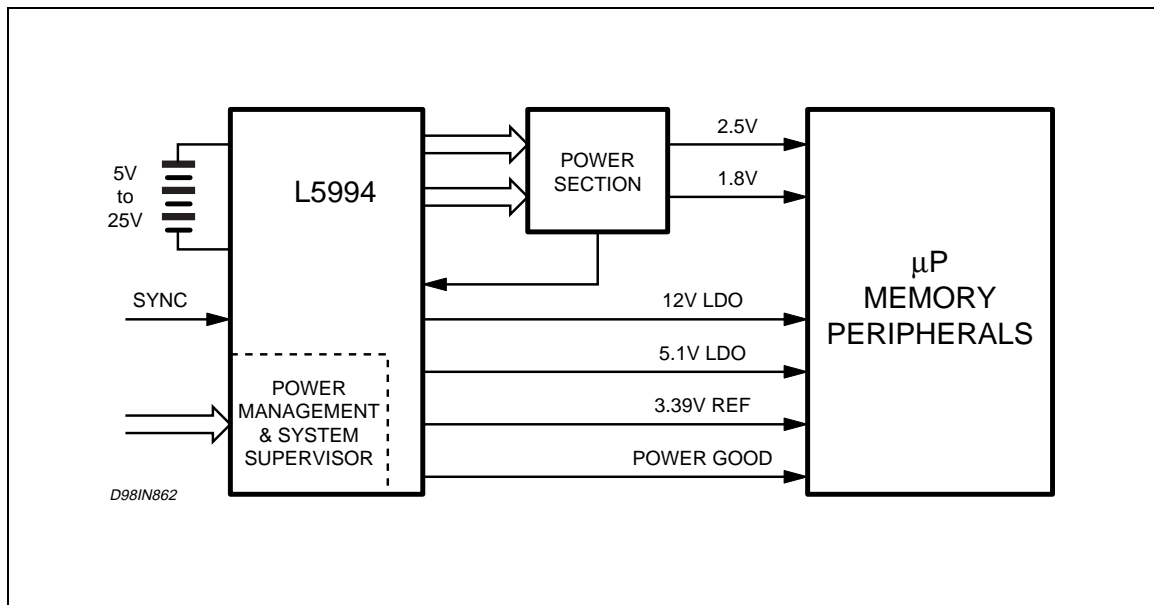 5V
to
25V
L5994
POWER
SECTION
2.5V
1.8V
µP
MEMORY
PERIPHERALS
SYNC
12V LDO
5.1V LDO
3.39V REF
POWER GOOD
POWER
MANAGEMENT
& SYSTEM
SUPERVISOR
D98IN862